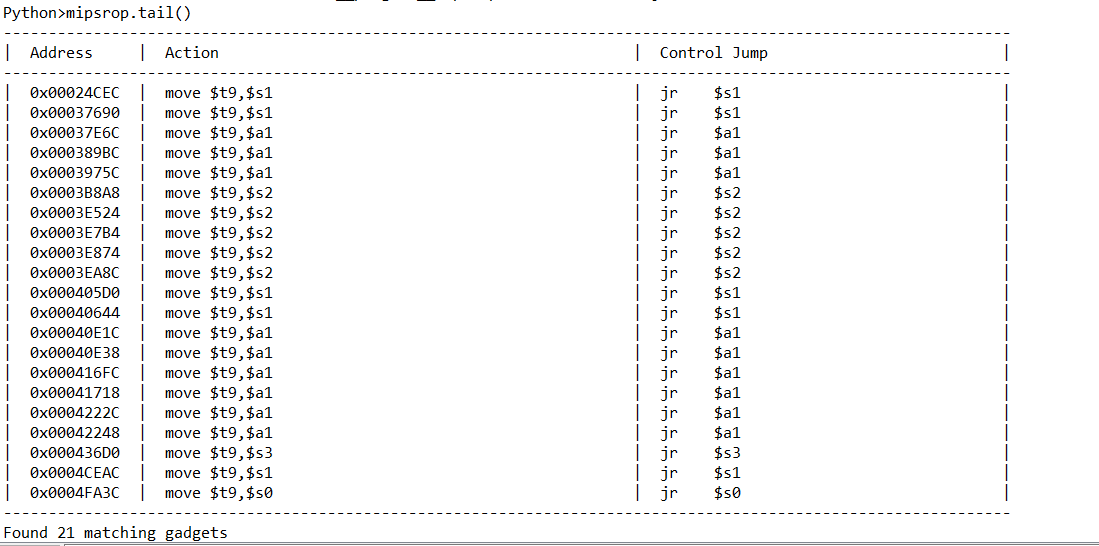 Python>mipsrop.tail()
----------------------------------------------------------------------------------------------------------------
|  Address     |  Action                                              |  Control Jump                          |
----------------------------------------------------------------------------------------------------------------
|  0x00024CEC  |  move $t9,$s1                                        |  jr    $s1                             |
|  0x00037690  |  move $t9,$s1                                        |  jr    $s1                             |
|  0x00037E6C  |  move $t9,$a1                                        |  jr    $a1                             |
|  0x000389BC  |  move $t9,$a1                                        |  jr    $a1                             |
|  0x0003975C  |  move $t9,$a1                                        |  jr    $a1                             |
|  0x0003B8A8  |  move $t9,$s2                                        |  jr    $s2                             |
|  0x0003E524  |  move $t9,$s2                                        |  jr    $s2                             |
|  0x0003E7B4  |  move $t9,$s2                                        |  jr    $s2                             |
|  0x0003E874  |  move $t9,$s2                                        |  jr    $s2                             |
|  0x0003EA8C  |  move $t9,$s2                                        |  jr    $s2                             |
|  0x000405D0  |  move $t9,$s1                                        |  jr    $s1                             |
|  0x00040644  |  move $t9,$s1                                        |  jr    $s1                             |
|  0x00040E1C  |  move $t9,$a1                                        |  jr    $a1                             |
|  0x00040E38  |  move $t9,$a1                                        |  jr    $a1                             |
|  0x000416FC  |  move $t9,$a1                                        |  jr    $a1                             |
|  0x00041718  |  move $t9,$a1                                        |  jr    $a1                             |
|  0x0004222C  |  move $t9,$a1                                        |  jr    $a1                             |
|  0x00042248  |  move $t9,$a1                                        |  jr    $a1                             |
|  0x000436D0  |  move $t9,$s3                                        |  jr    $s3                             |
|  0x0004CEAC  |  move $t9,$s1                                        |  jr    $s1                             |
|  0x0004FA3C  |  move $t9,$s0                                        |  jr    $s0                             |
----------------------------------------------------------------------------------------------------------------
Found 21 matching gadgets